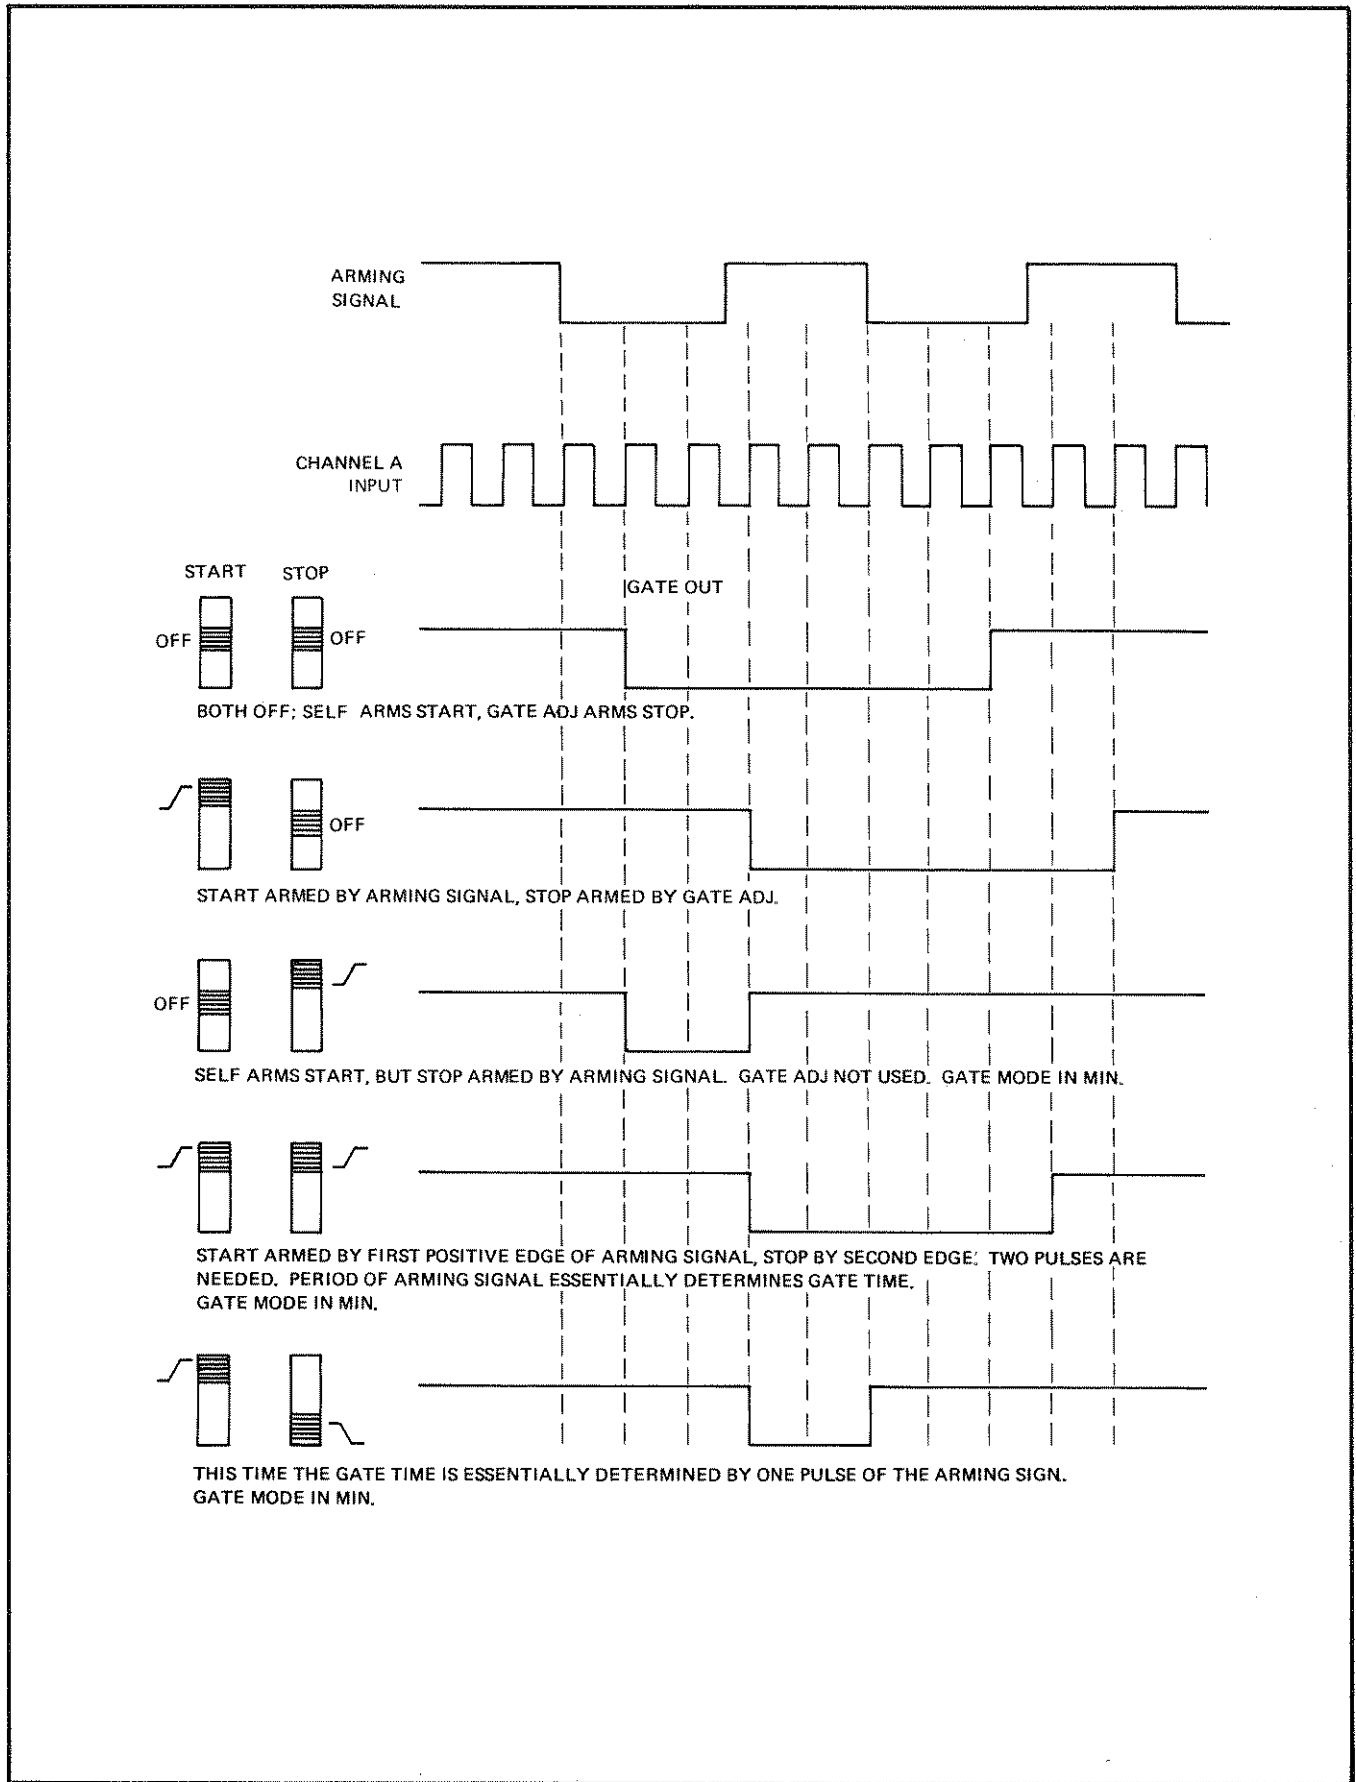 ARMING
SIGNAL
CHANNEL A
INPUT
START STOP
GATE OUT
OFF OFF
BOTH OFF; SELF ARMS START, GATE ADJ ARMS STOP.
OFF
START ARMED BY ARMING SIGNAL, STOP ARMED BY GATE ADJ.
OFF
SELF ARMS START, BUT STOP ARMED BY ARMING SIGNAL. GATE ADJ NOT USED. GATE MODE IN MIN.
START ARMED BY FIRST POSITIVE EDGE OF ARMING SIGNAL, STOP BY SECOND EDGE; TWO PULSES ARE
NEEDED. PERIOD OF ARMING SIGNAL ESSENTIALLY DETERMINES GATE TIME.
GATE MODE IN MIN.
THIS TIME THE GATE TIME IS ESSENTIALLY DETERMINED BY ONE PULSE OF THE ARMING SIGN.
GATE MODE IN MIN.